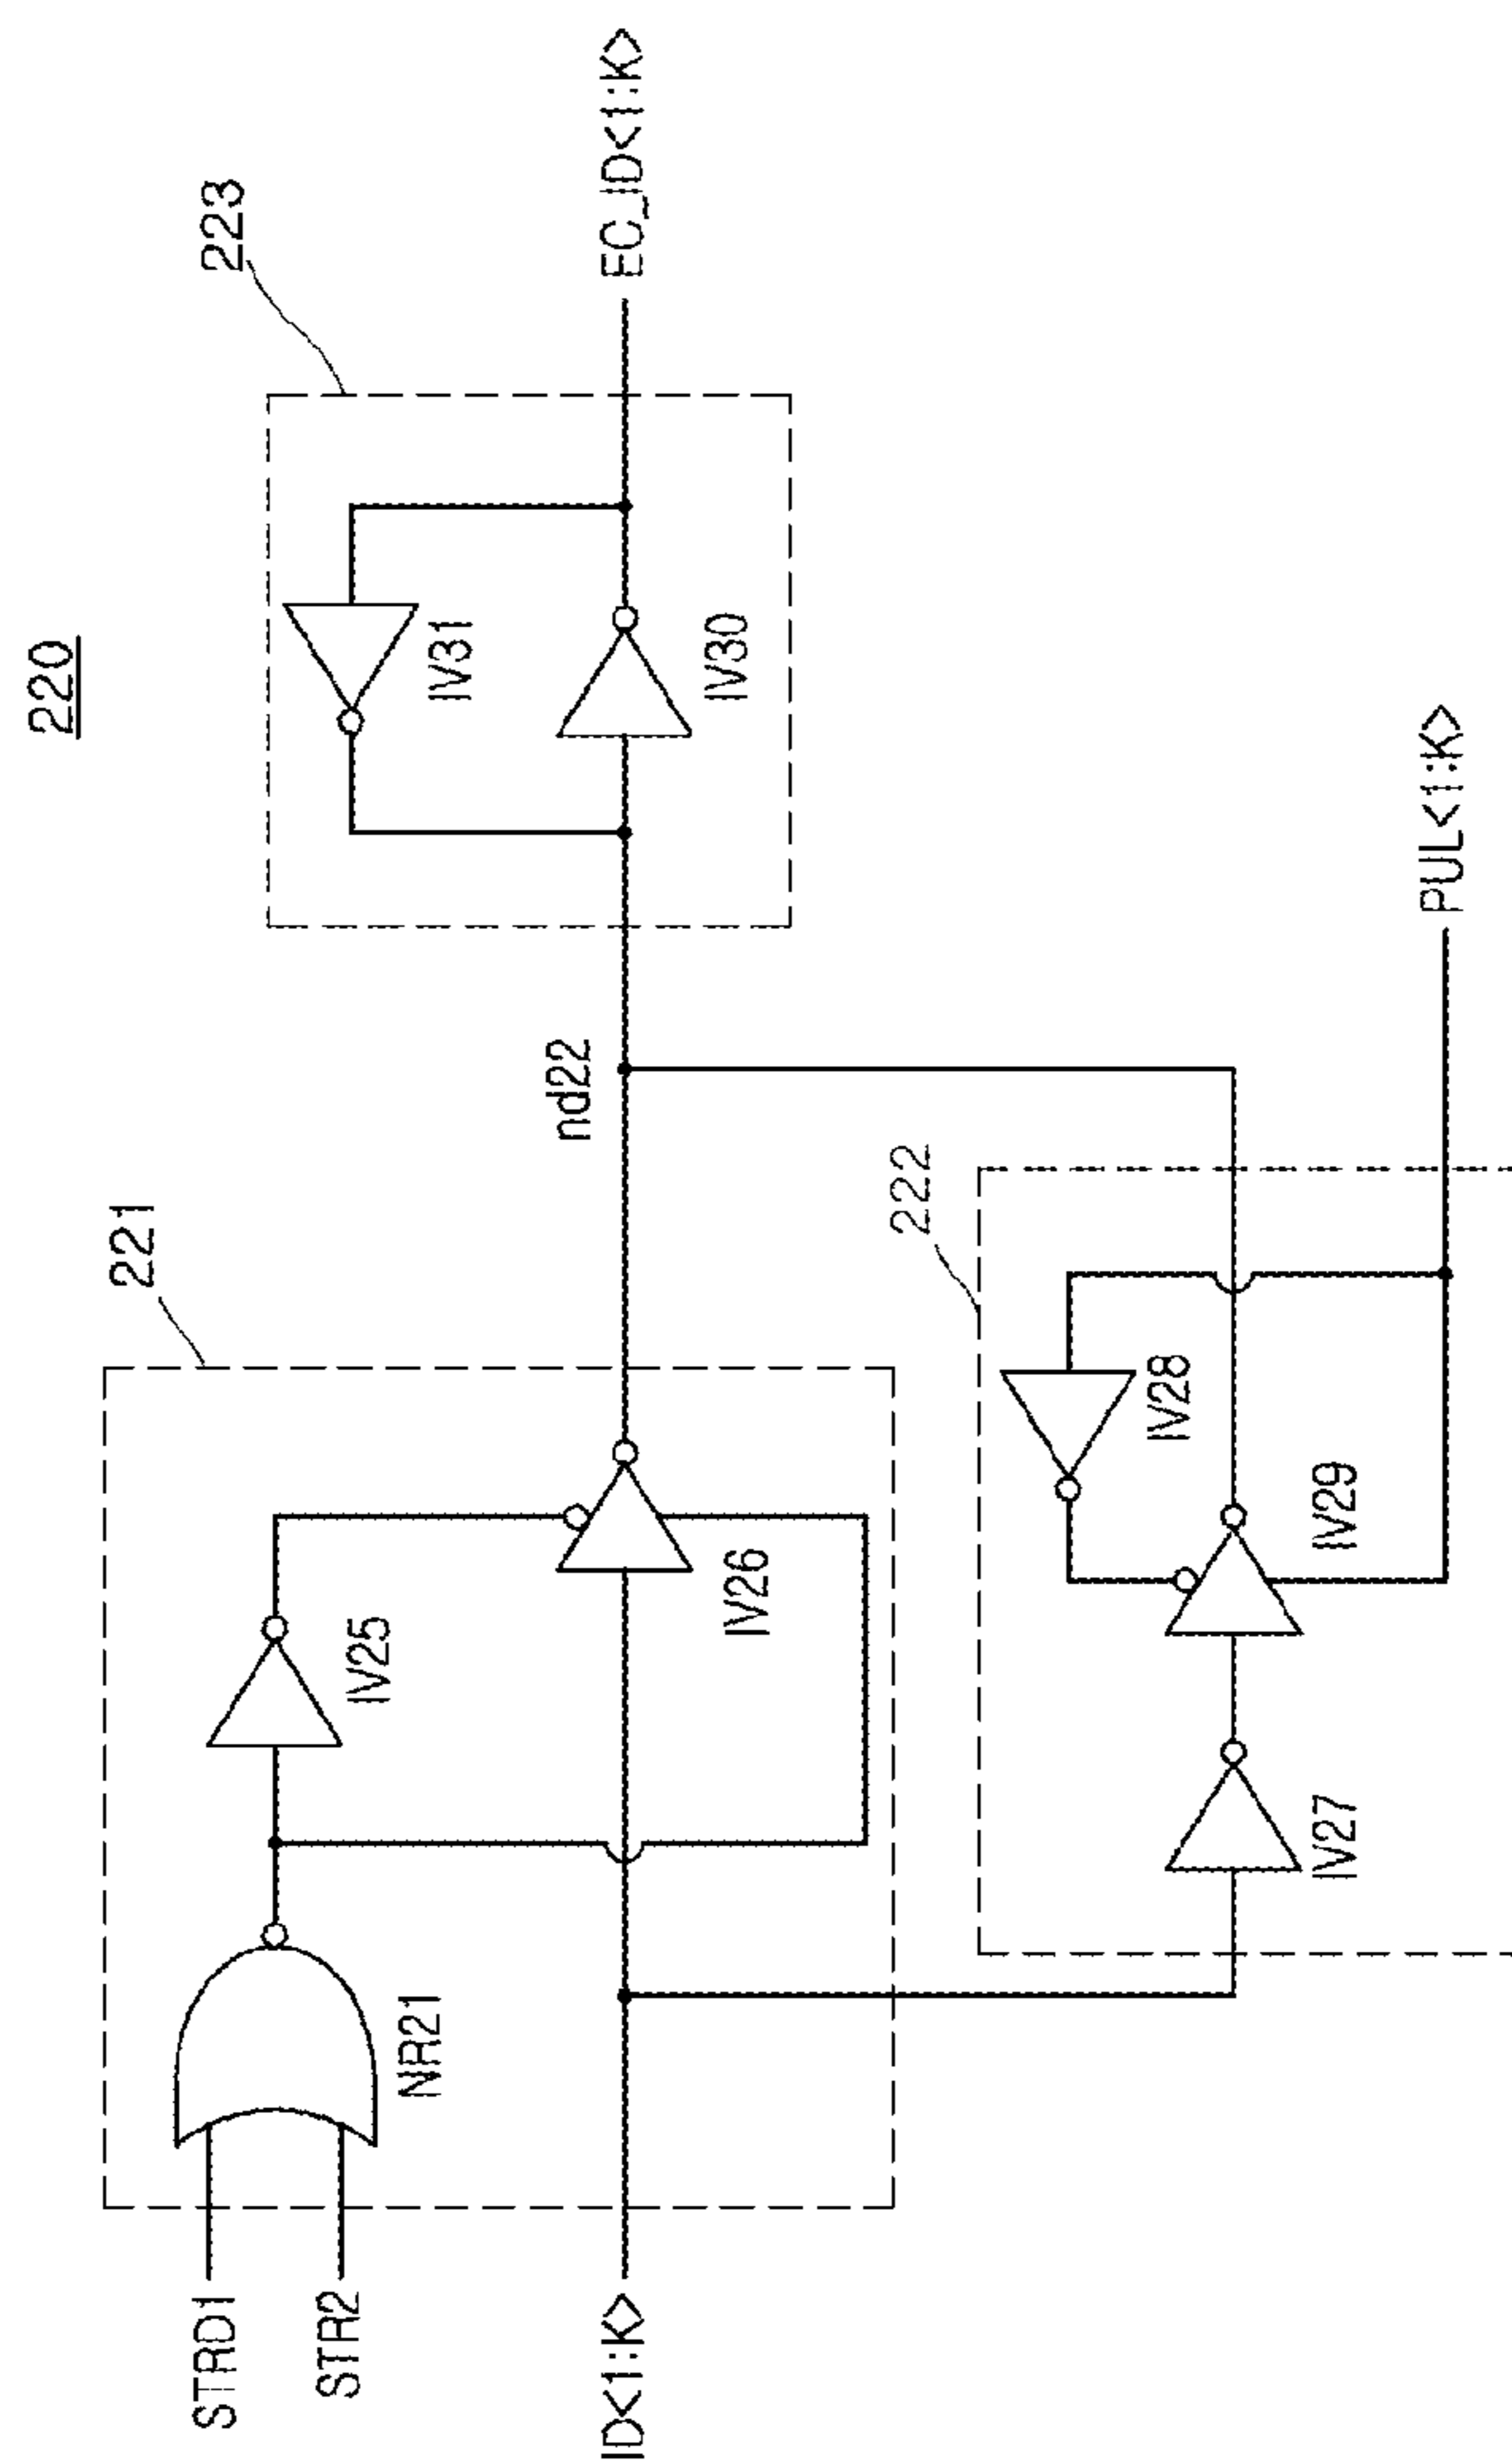 220
221
STRD1
STR2
NR21
IV25
IV26
ID<1:K>
nd22
223
IV31
IV30
EC_ID<1:K>
222
IV27
IV28
IV29
PUL<1:K>